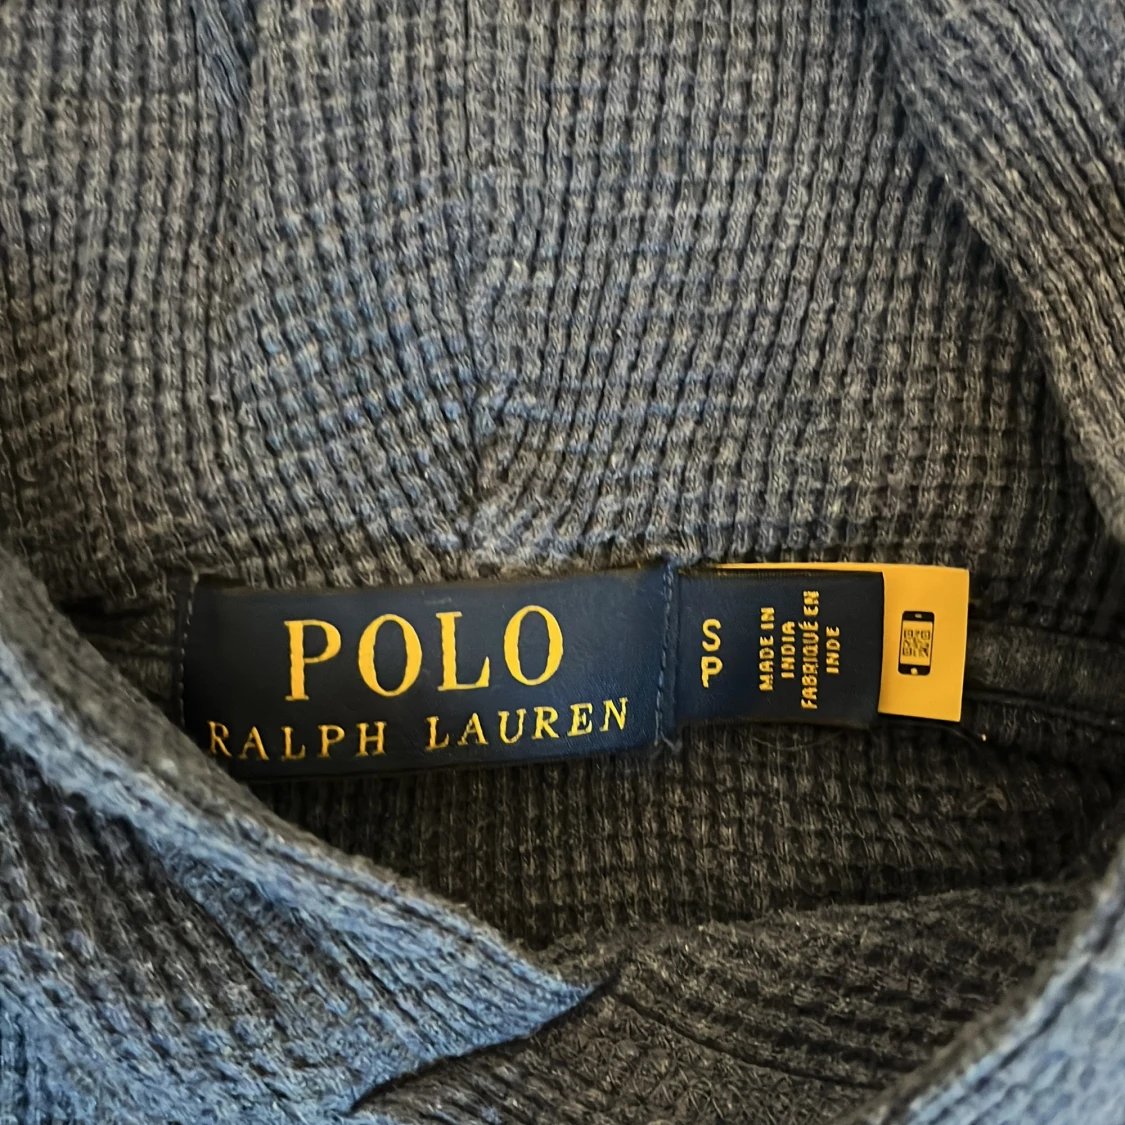 POLO
RALPH LAUREN
S
P
MADE IN
INDIA
FABRIQUÉ EN
INDE